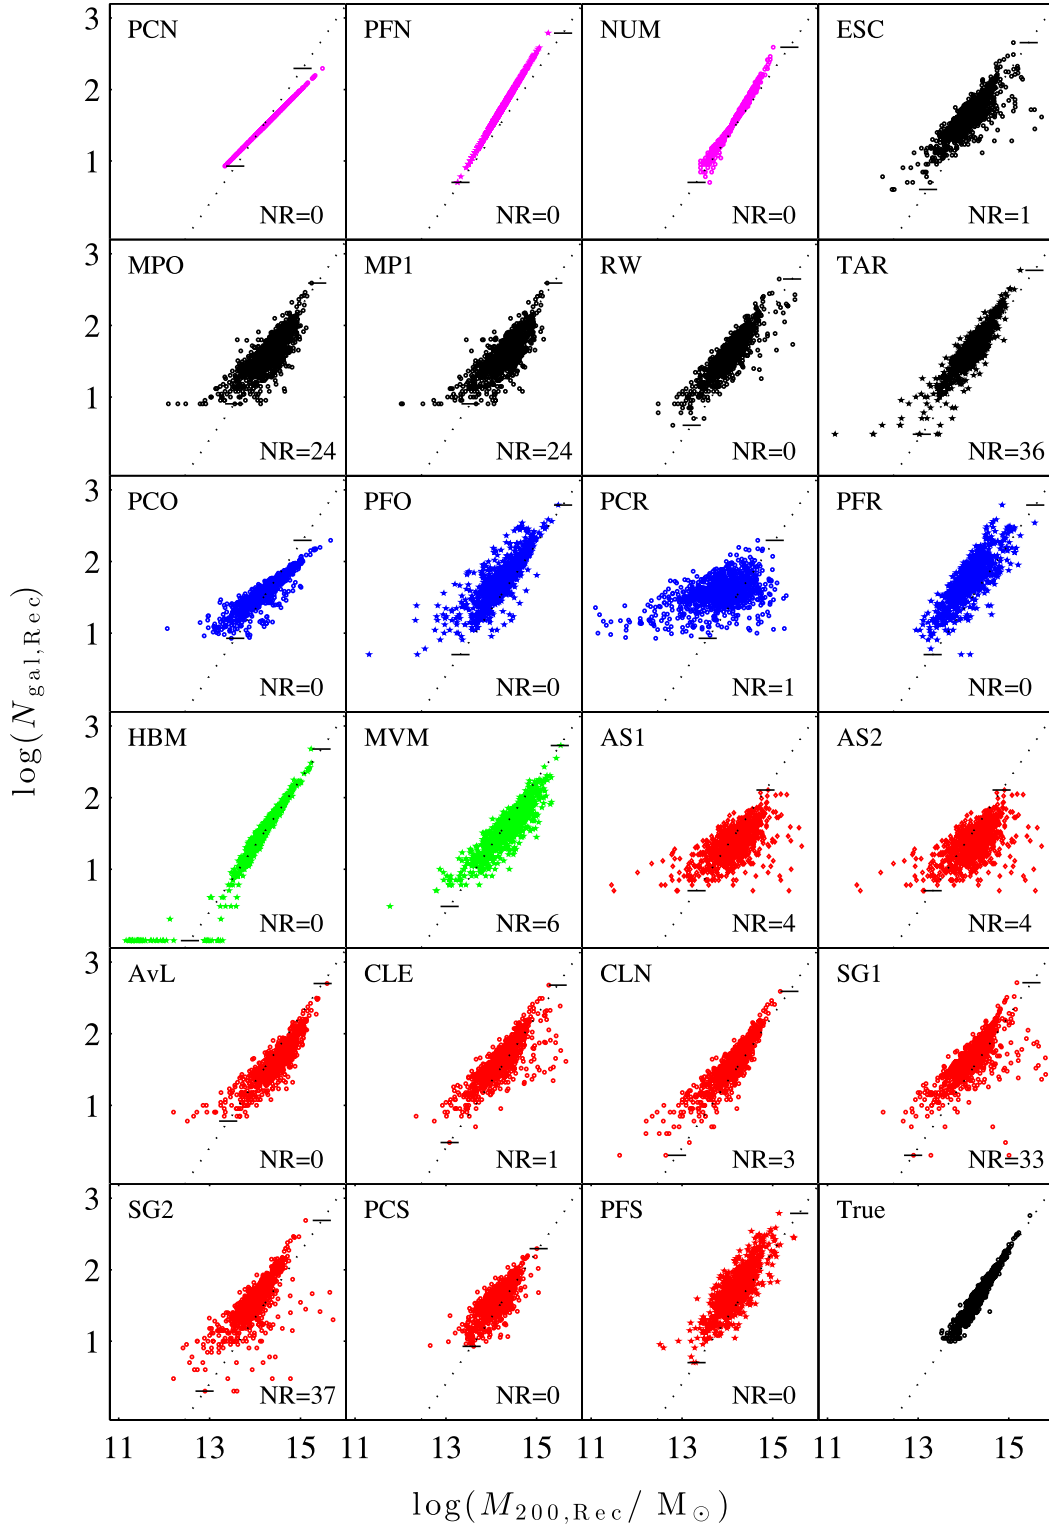 PCN PFN NUM ESC
3
2
1
NR=0 NR=0 NR=0 NR=1
MPO MP1 RW TAR
3
2
1
NR=24 NR=24 NR=0 NR=36
PCO PFO PCR PFR
3
2
1
NR=0 NR=0 NR=1 NR=0
log(N gal,Rec)
HBM MVM AS1 AS2
3
2
1
NR=0 NR=6 NR=4 NR=4
AvL CLE CLN SG1
3
2
1
NR=0 NR=1 NR=3 NR=33
SG2 PCS PFS True
3
2
1
NR=37 NR=0 NR=0
11 13 15 11 13 15 11 13 15 11 13 15
log(M200,Rec/ M⊙)